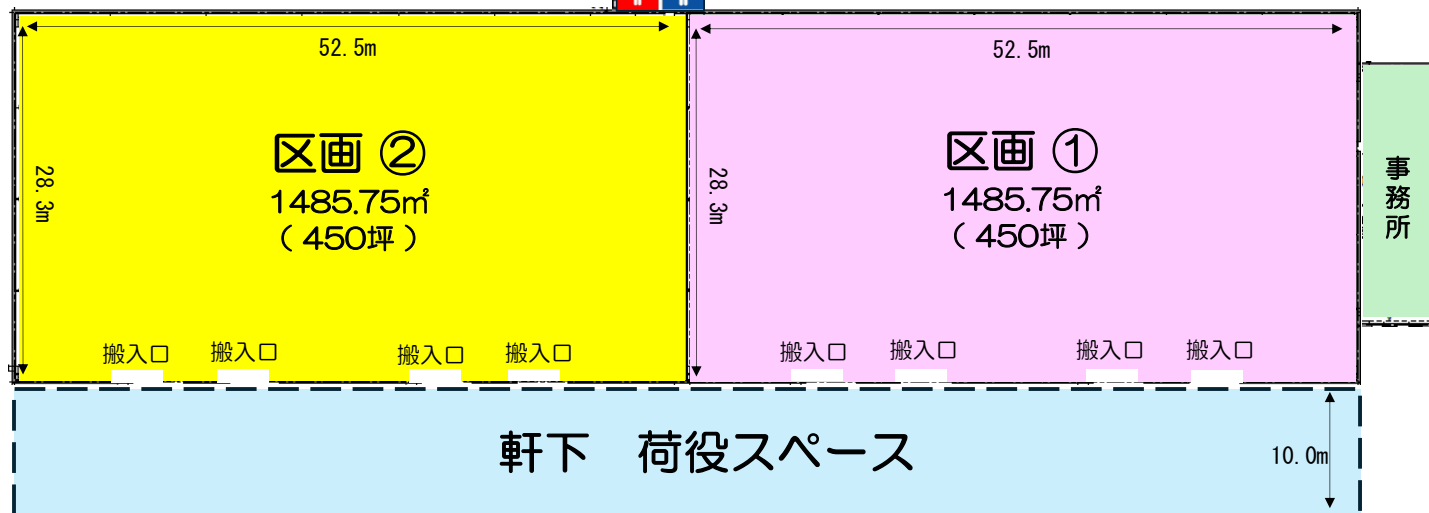 52.5m
52.5m
区画 ②
1485.75㎡
（ 450坪 ）
28.3m
区画 ①
1485.75㎡
（ 450坪 ）
28.3m
事務所
搬入口
搬入口
搬入口
搬入口
搬入口
搬入口
搬入口
搬入口
軒下　荷役スペース
10.0m